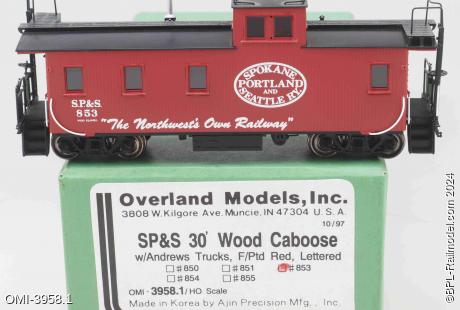 SPOKANE
PORTLAND
AND
SEATTLE RY.
S.P.&S.
853
"The Northwest's Own Railway"
Overland Models, Inc.
3808 W. Kilgore Ave. Muncie, IN 47304 U. S. A.
10/97
SP&S 30' Wood Caboose
w/Andrews Trucks, F/Ptd Red, Lettered
#850 #851 #853
#854 #855
OMI - 3958.1 / HO Scale
Made in Korea by Ajin Precision Mfg., Inc.
OMI-3958.1
©BPL-Railmodel.com 2024